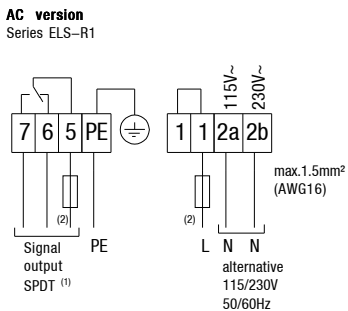 AC version
Series ELS–R1
115V~
230V~
7 6 5 PE
1 1 2a 2b
max.1.5mm²
(AWG16)
(2)
(2)
Signal
output
SPDT (1)
PE
L N N
alternative
115/230V
50/60Hz